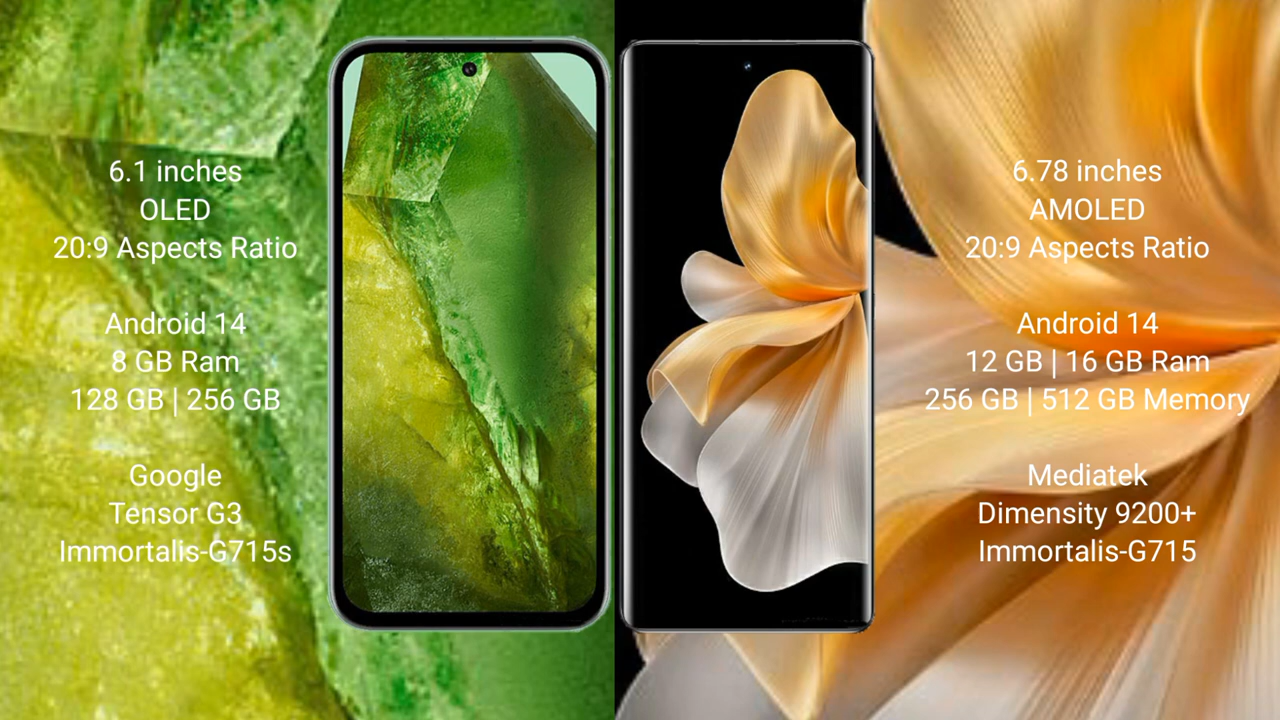 6.1 inches
OLED
20:9 Aspects Ratio
Android 14
8 GB Ram
128 GB | 256 GB
Google
Tensor G3
Immortalis-G715s
6.78 inches
AMOLED
20:9 Aspects Ratio
Android 14
12 GB | 16 GB Ram
256 GB | 512 GB Memory
Mediatek
Dimensity 9200+
Immortalis-G715